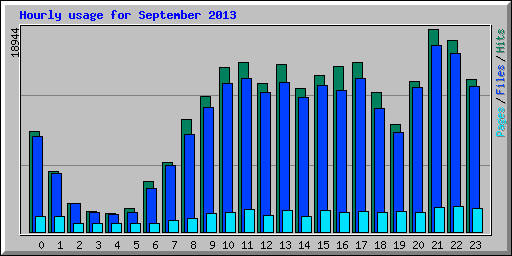 Hourly usage for September 2013
18944
Pages/Files/Hits
0 1 2 3 4 5 6 7 8 9 10 11 12 13 14 15 16 17 18 19 20 21 22 23